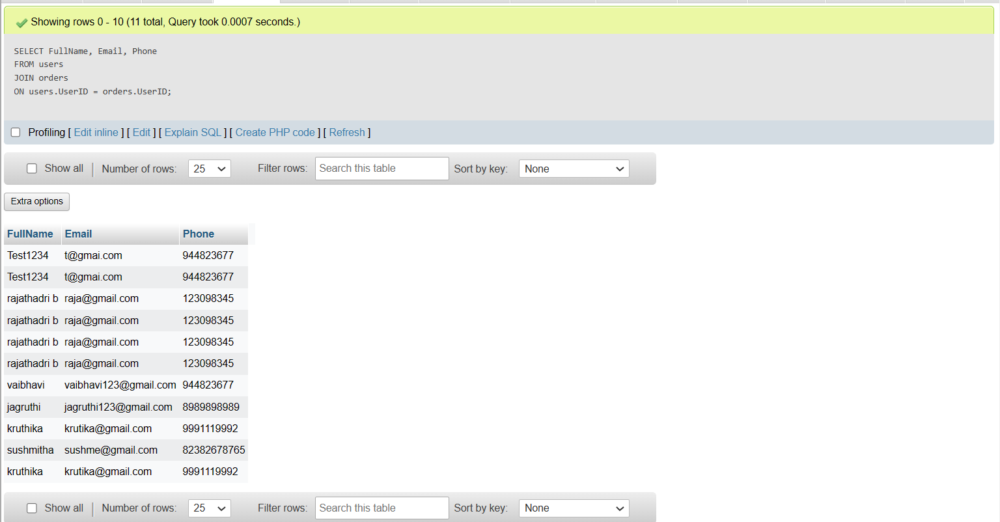 Showing rows 0 - 10 (11 total, Query took 0.0007 seconds.)
SELECT FullName, Email, Phone
FROM users
JOIN orders
ON users.UserID = orders.UserID;
Profiling [ Edit inline ] [ Edit ] [ Explain SQL ] [ Create PHP code ] [ Refresh ]
Show all | Number of rows: 25 Filter rows: Search this table Sort by key: None
Extra options
FullName Email Phone
Test1234 t@gmai.com 944823677
Test1234 t@gmai.com 944823677
rajathadri b raja@gmail.com 123098345
rajathadri b raja@gmail.com 123098345
rajathadri b raja@gmail.com 123098345
rajathadri b raja@gmail.com 123098345
vaibhavi vaibhavi123@gmail.com 944823677
jagruthi jagruthi123@gmail.com 8989898989
kruthika krutika@gmail.com 9991119992
sushmitha sushme@gmail.com 82382678765
kruthika krutika@gmail.com 9991119992
Show all | Number of rows: 25 Filter rows: Search this table Sort by key: None